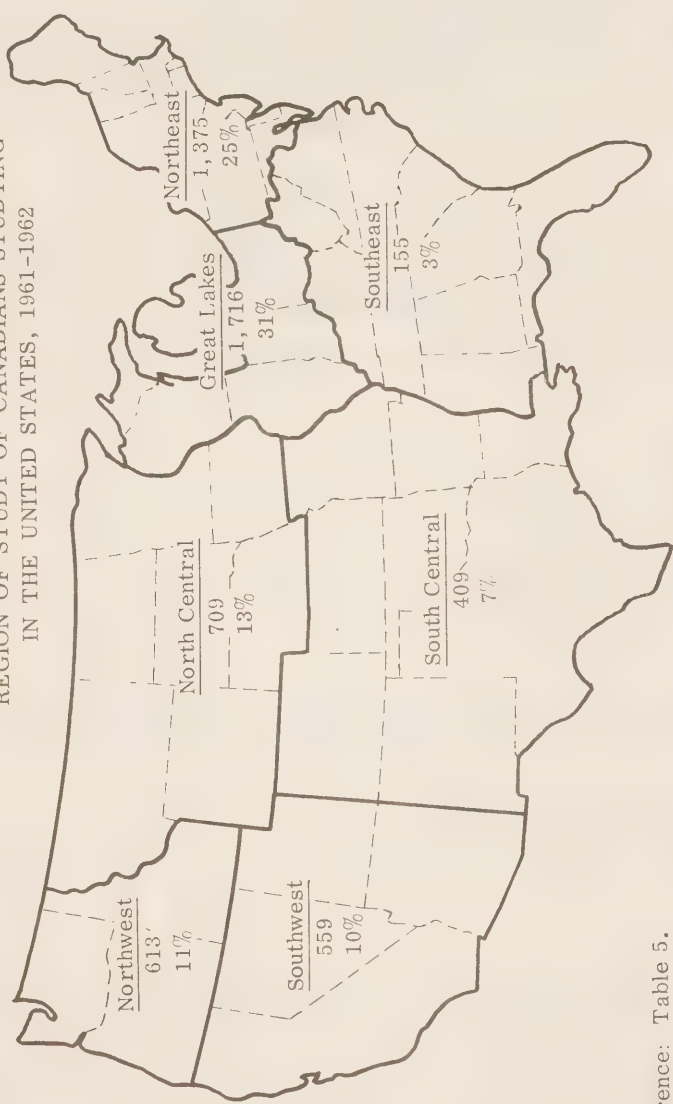 REGION OF STUDY OF CANADIANS STUDYING
IN THE UNITED STATES, 1961-1962
Northwest
613
11%
North Central
709
13%
Great Lakes
1,716
31%
Northeast
1,375
25%
Southwest
559
10%
South Central
409
7%
Southeast
155
3%
rence: Table 5.